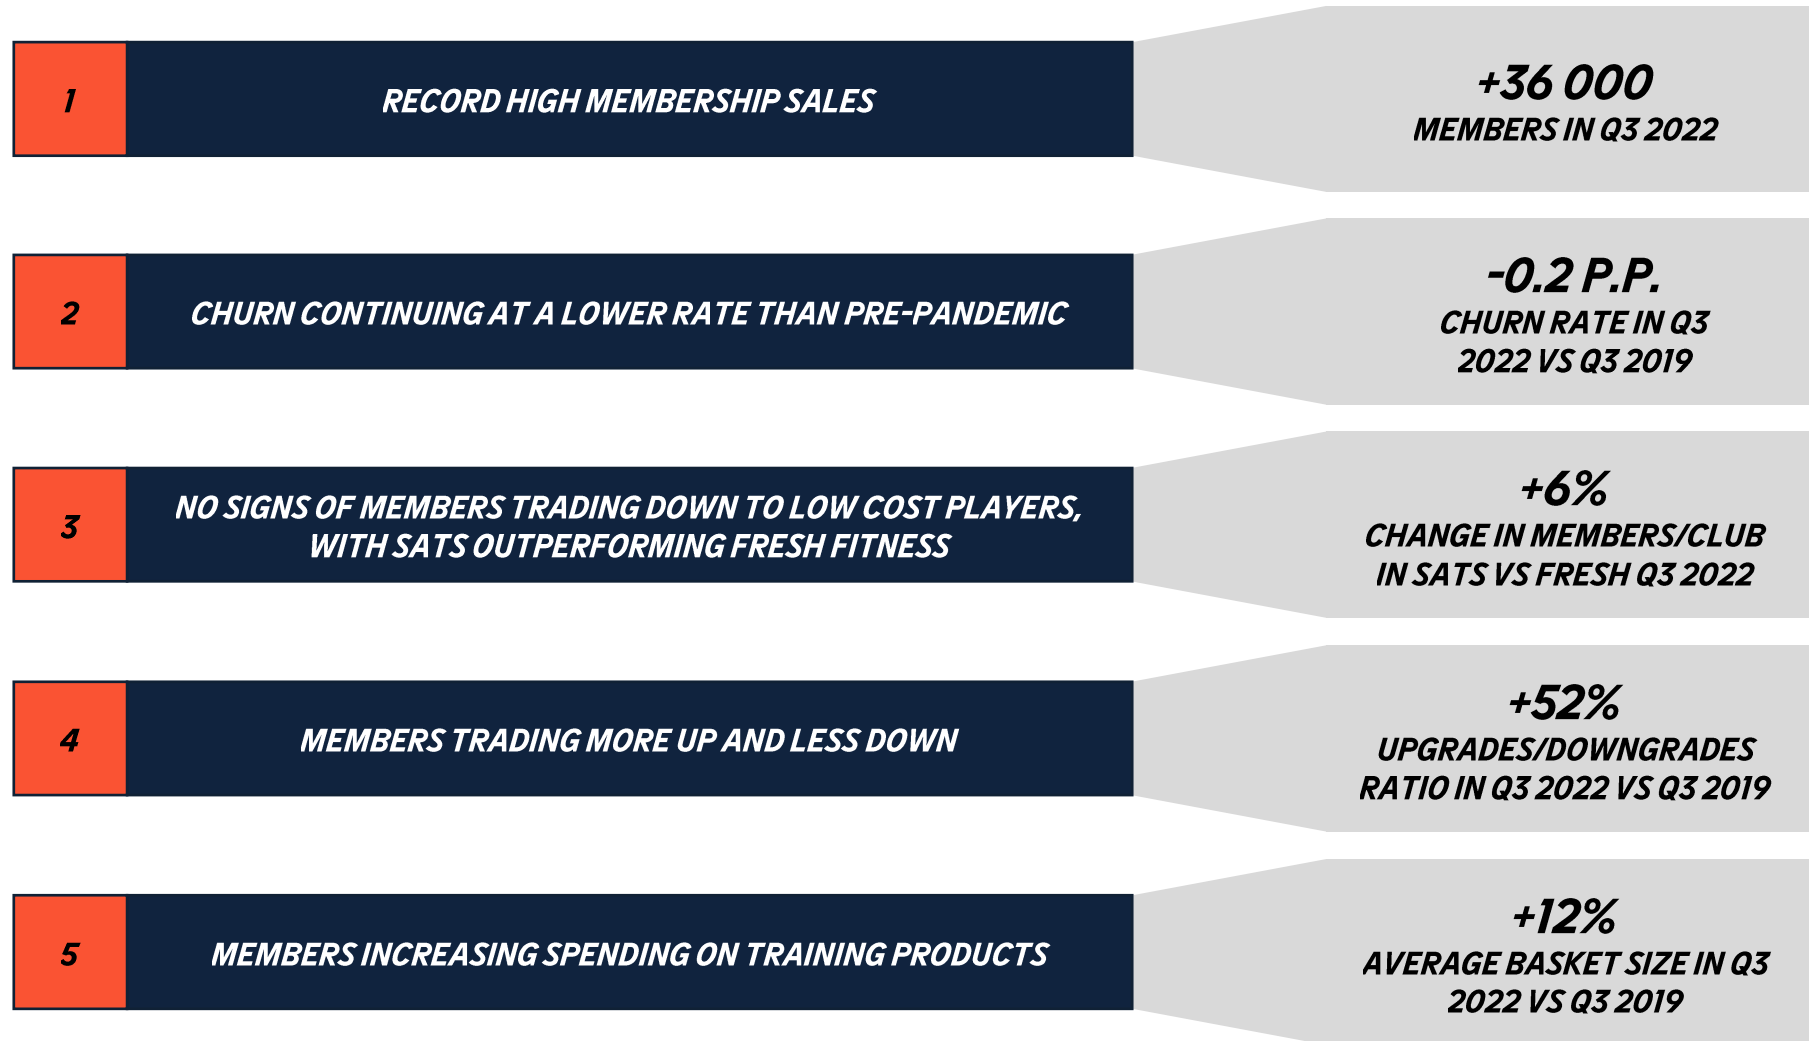 1
RECORD HIGH MEMBERSHIP SALES
+36 000
MEMBERS IN Q3 2022
2
CHURN CONTINUING AT A LOWER RATE THAN PRE-PANDEMIC
-0.2 P.P.
CHURN RATE IN Q3
2022 VS Q3 2019
3
NO SIGNS OF MEMBERS TRADING DOWN TO LOW COST PLAYERS,
WITH SATS OUTPERFORMING FRESH FITNESS
+6%
CHANGE IN MEMBERS/CLUB
IN SATS VS FRESH Q3 2022
4
MEMBERS TRADING MORE UP AND LESS DOWN
+52%
UPGRADES/DOWNGRADES
RATIO IN Q3 2022 VS Q3 2019
5
MEMBERS INCREASING SPENDING ON TRAINING PRODUCTS
+12%
AVERAGE BASKET SIZE IN Q3
2022 VS Q3 2019